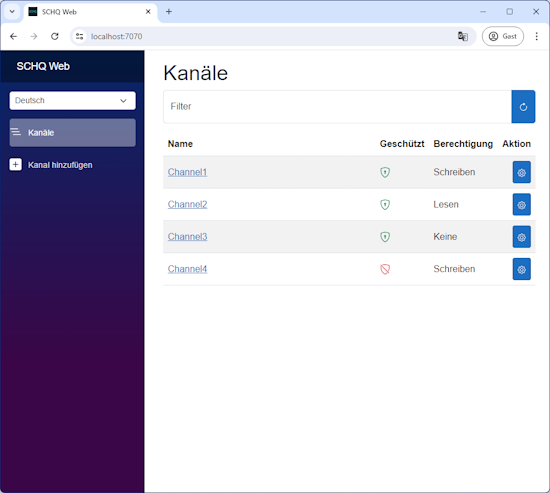 SCHQ Web
localhost:7070
Gast
SCHQ Web
Deutsch
Kanäle
Kanal hinzufügen
Kanäle
Filter
Name Geschützt Berechtigung Aktion
Channel1 Schreiben
Channel2 Lesen
Channel3 Keine
Channel4 Schreiben